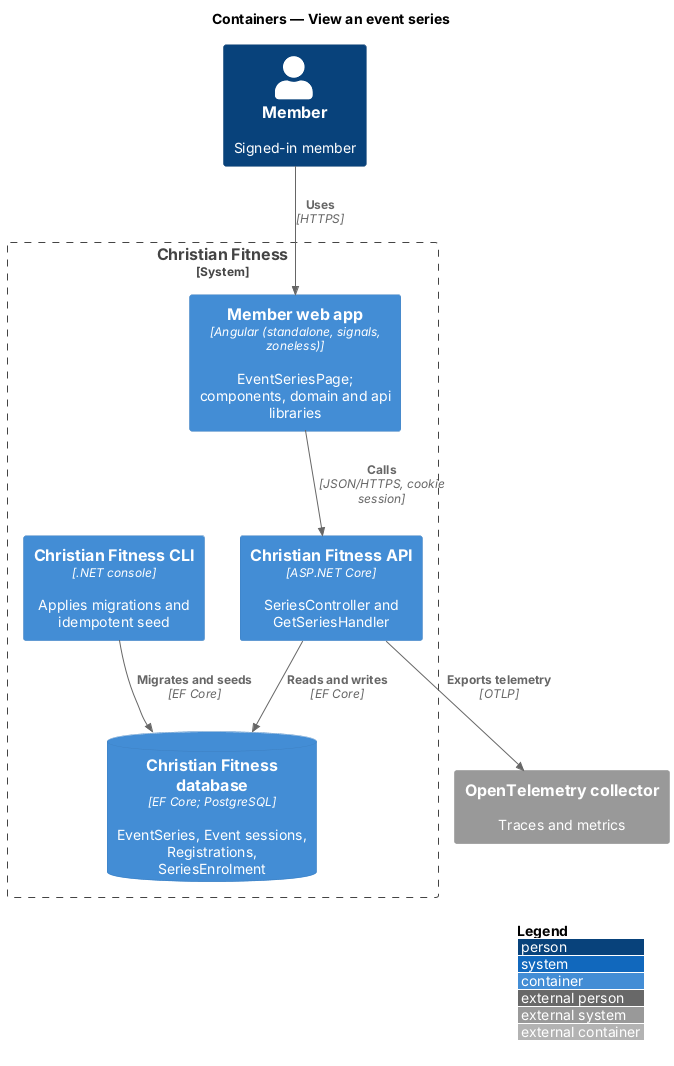 Containers — View an event series
Member
Signed-in member
Uses
[HTTPS]
Christian Fitness
[System]
Member web app
[Angular (standalone, signals,
zoneless)]
EventSeriesPage;
components, domain and api
libraries
Calls
[JSON/HTTPS, cookie
session]
Christian Fitness CLI
[.NET console]
Applies migrations and
idempotent seed
Christian Fitness API
[ASP.NET Core]
SeriesController and
GetSeriesHandler
Migrates and seeds
[EF Core]
Reads and writes
[EF Core]
Exports telemetry
[OTLP]
Christian Fitness
database
[EF Core; PostgreSQL]
EventSeries, Event sessions,
Registrations,
SeriesEnrolment
OpenTelemetry collector
Traces and metrics
Legend
person
system
container
external person
external system
external container